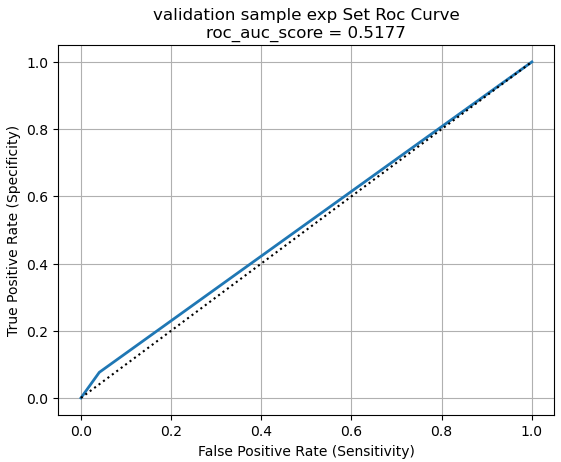 validation sample exp Set Roc Curve
roc_auc_score = 0.5177
True Positive Rate (Specificity)
1.0
0.8
0.6
0.4
0.2
0.0
0.0 0.2 0.4 0.6 0.8 1.0
False Positive Rate (Sensitivity)